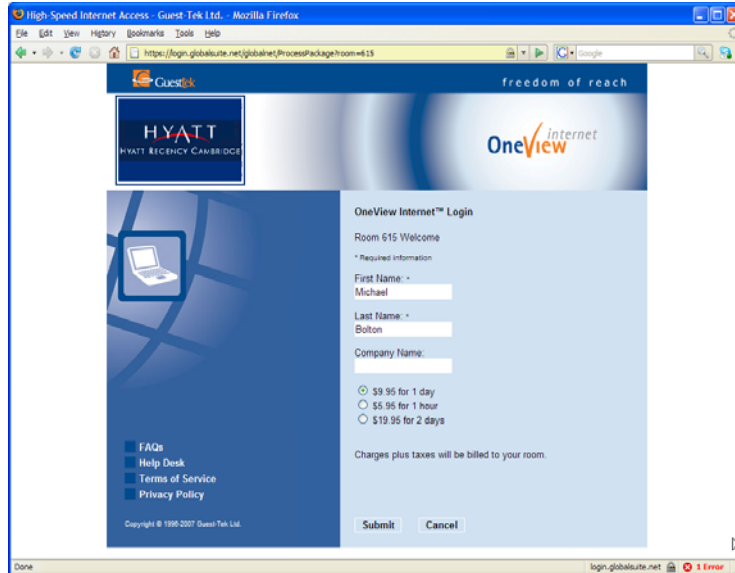 High-Speed Internet Access - Guest-Tek Ltd. - Mozilla Firefox
File Edit View History Bookmarks Tools Help
https://login.globalsuite.net/globalnet/ProcessPackage?room=615
Google
Guesttek
freedom of reach
HYATT
HYATT REGENCY CAMBRIDGE
OneView internet
OneView Internet™ Login
Room 615 Welcome
* Required information
First Name: *
Michael
Last Name: *
Bolton
Company Name:
$9.95 for 1 day
$5.95 for 1 hour
$19.95 for 2 days
FAQs
Help Desk
Terms of Service
Privacy Policy
Charges plus taxes will be billed to your room.
Copyright © 1996-2007 Guest-Tek Ltd.
Submit Cancel
Done
login.globalsuite.net
1 Error